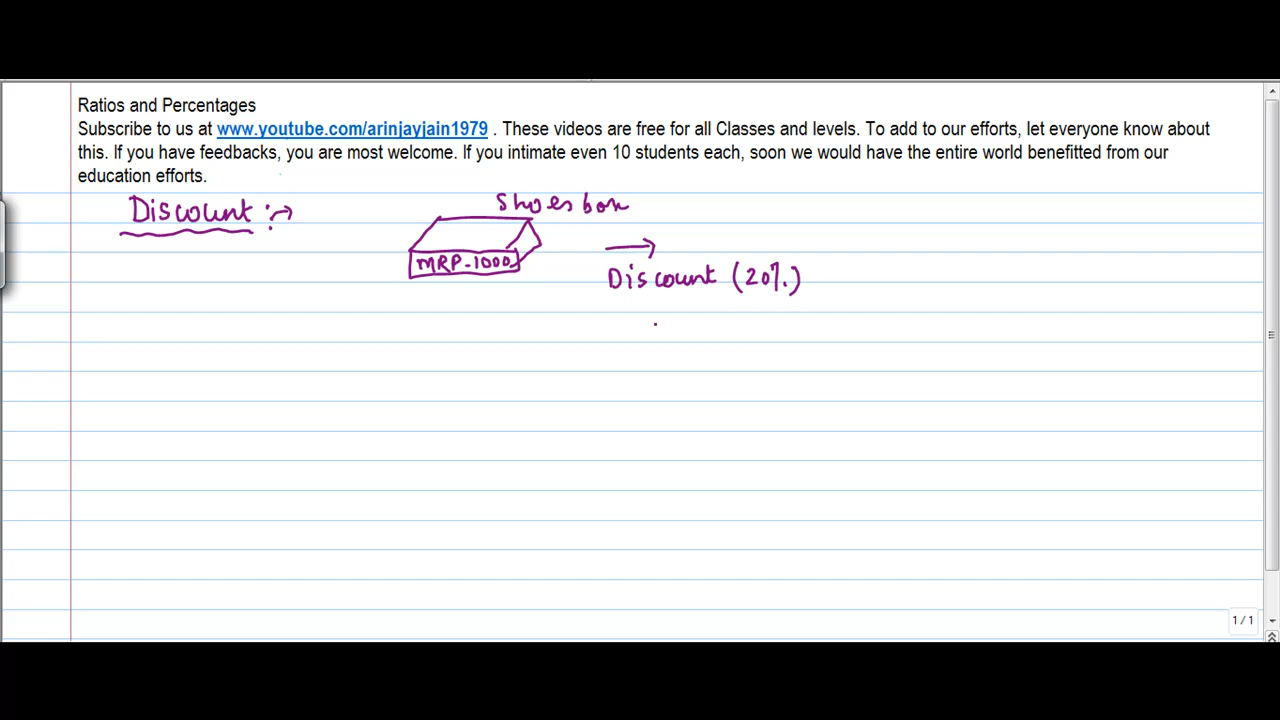 Ratios and Percentages
Subscribe to us at www.youtube.com/arinjayjain1979 . These videos are free for all Classes and levels. To add to our efforts, let everyone know about
this. If you have feedbacks, you are most welcome. If you intimate even 10 students each, soon we would have the entire world benefitted from our
education efforts.
Discount :→
Shoes box
MRP-1000
→
Discount (20%)
1 / 1